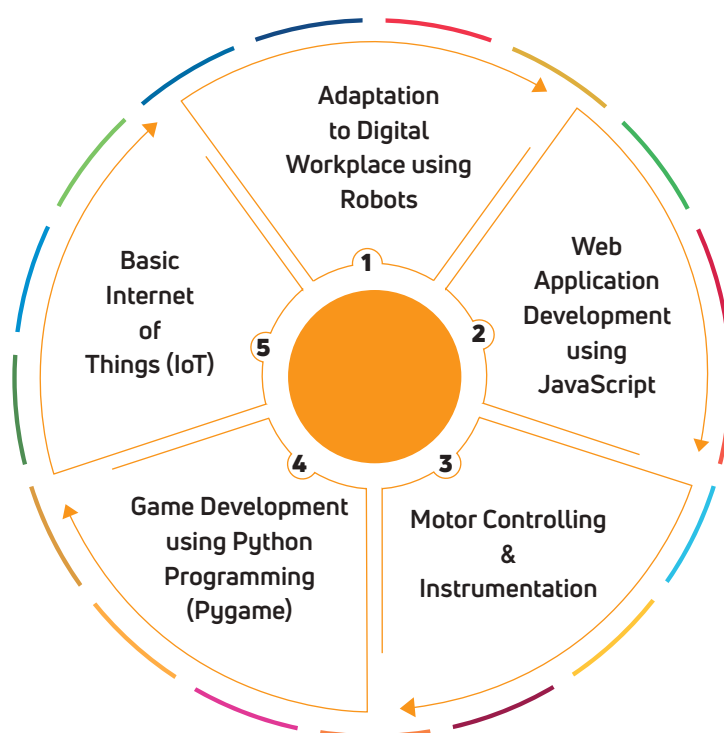 1
Adaptation
to Digital
Workplace using
Robots
2
Web
Application
Development
using
JavaScript
3
Motor Controlling
&
Instrumentation
4
Game Development
using Python
Programming
(Pygame)
5
Basic
Internet
of
Things (IoT)